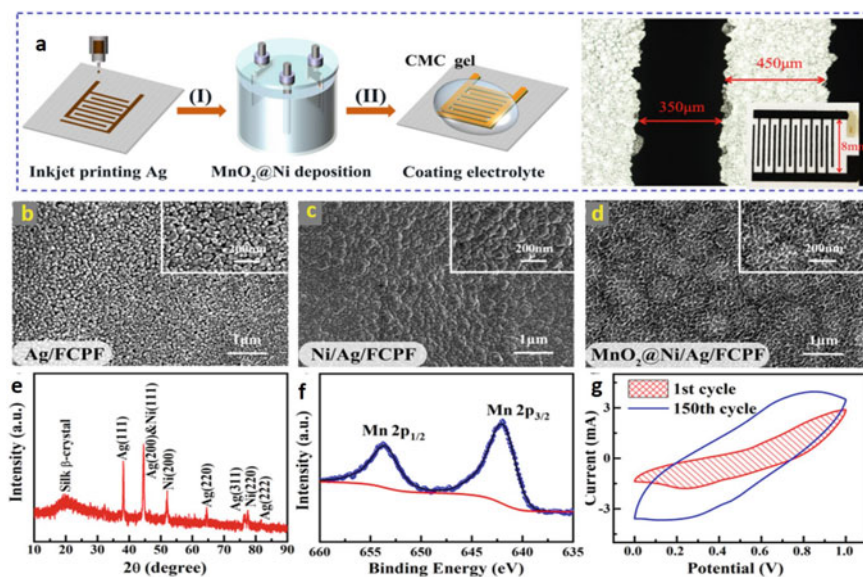 a
CMC gel
(I)
(II)
Inkjet printing Ag
MnO₂@Ni deposition
Coating electrolyte
450μm
350μm
8mm
b
200nm
1μm
Ag/FCPF
c
200nm
1μm
Ni/Ag/FCPF
d
200nm
1μm
MnO₂@Ni/Ag/FCPF
e
Intensity (a.u.)
Silk β-crystal
Ag(111)
Ag(200)&Ni(111)
Ni(200)
Ag(220)
Ag(311)
Ni(220)
Ag(222)
10 20 30 40 50 60 70 80 90
2θ (degree)
f
Intensity (a.u.)
Mn 2p1/2
Mn 2p3/2
660 655 650 645 640 635
Binding Energy (eV)
g
1st cycle
150th cycle
Current (mA)
3
0
-3
0.0 0.2 0.4 0.6 0.8 1.0
Potential (V)